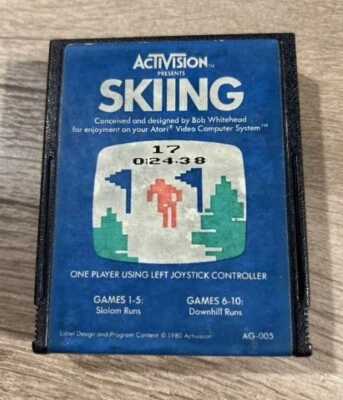 ACTIVISION™
PRESENTS
SKIING
Conceived and designed by Bob Whitehead
for enjoyment on your Atari® Video Computer System™
17
0:24.38
ONE PLAYER USING LEFT JOYSTICK CONTROLLER
GAMES 1-5:
Slalom Runs
GAMES 6-10:
Downhill Runs
Label Design and Program Content © 1980 Activision
AG-005